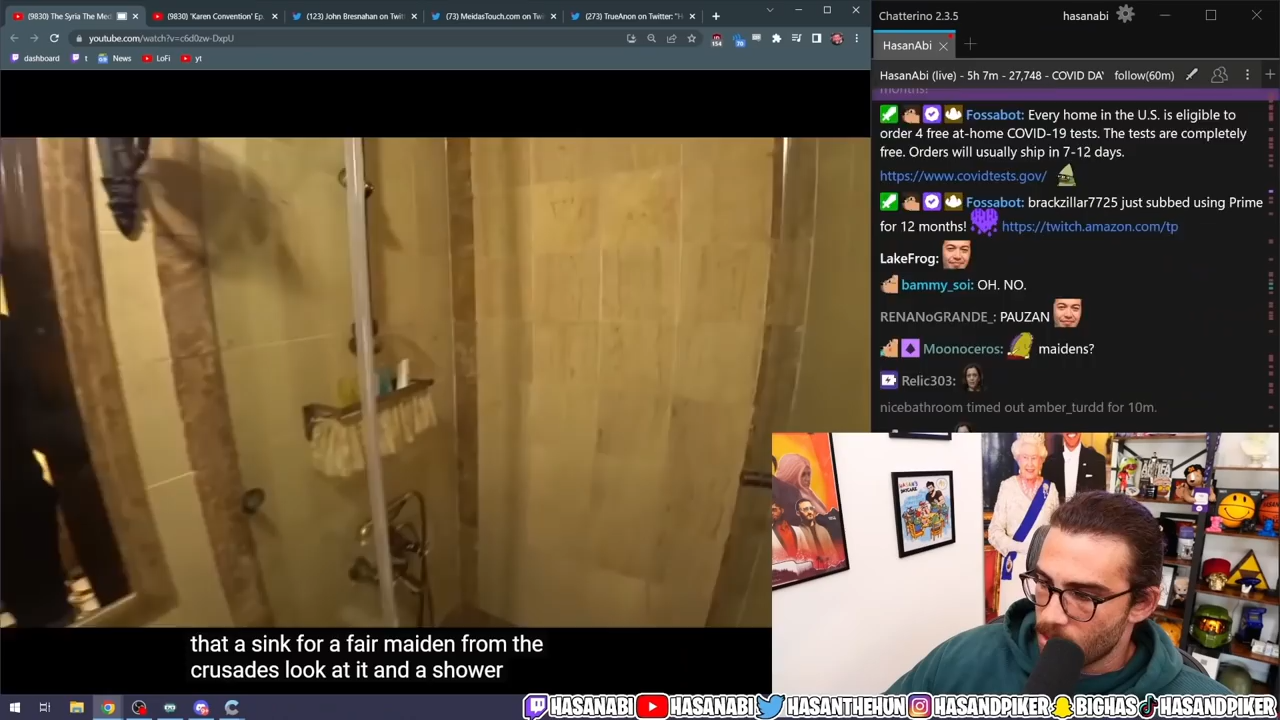 (9830) The Syria The Med
(9830) 'Karen Convention' Ep.
(123) John Bresnahan on Twitt
(73) MeidasTouch.com on Twitt
(273) TrueAnon on Twitter: "H
youtube.com/watch?v=c6d0zw-DxpU
154
70
dashboard
t
News
LoFi
yt
that a sink for a fair maiden from the
crusades look at it and a shower
Chatterino 2.3.5
hasanabi
HasanAbi
HasanAbi (live) - 5h 7m - 27,748 - COVID DA'
follow(60m)
months!
Fossabot: Every home in the U.S. is eligible to
order 4 free at-home COVID-19 tests. The tests are completely
free. Orders will usually ship in 7-12 days.
https://www.covidtests.gov/
Fossabot: brackzillar7725 just subbed using Prime
for 12 months! https://twitch.amazon.com/tp
LakeFrog:
bammy_soi: OH. NO.
RENANoGRANDE_: PAUZAN
Moonoceros: maidens?
Relic303:
nicebathroom timed out amber_turdd for 10m.
HASANABI HASANABI HASANTHEHUN HASANDPIKER BIGHAS HASANDPIKER